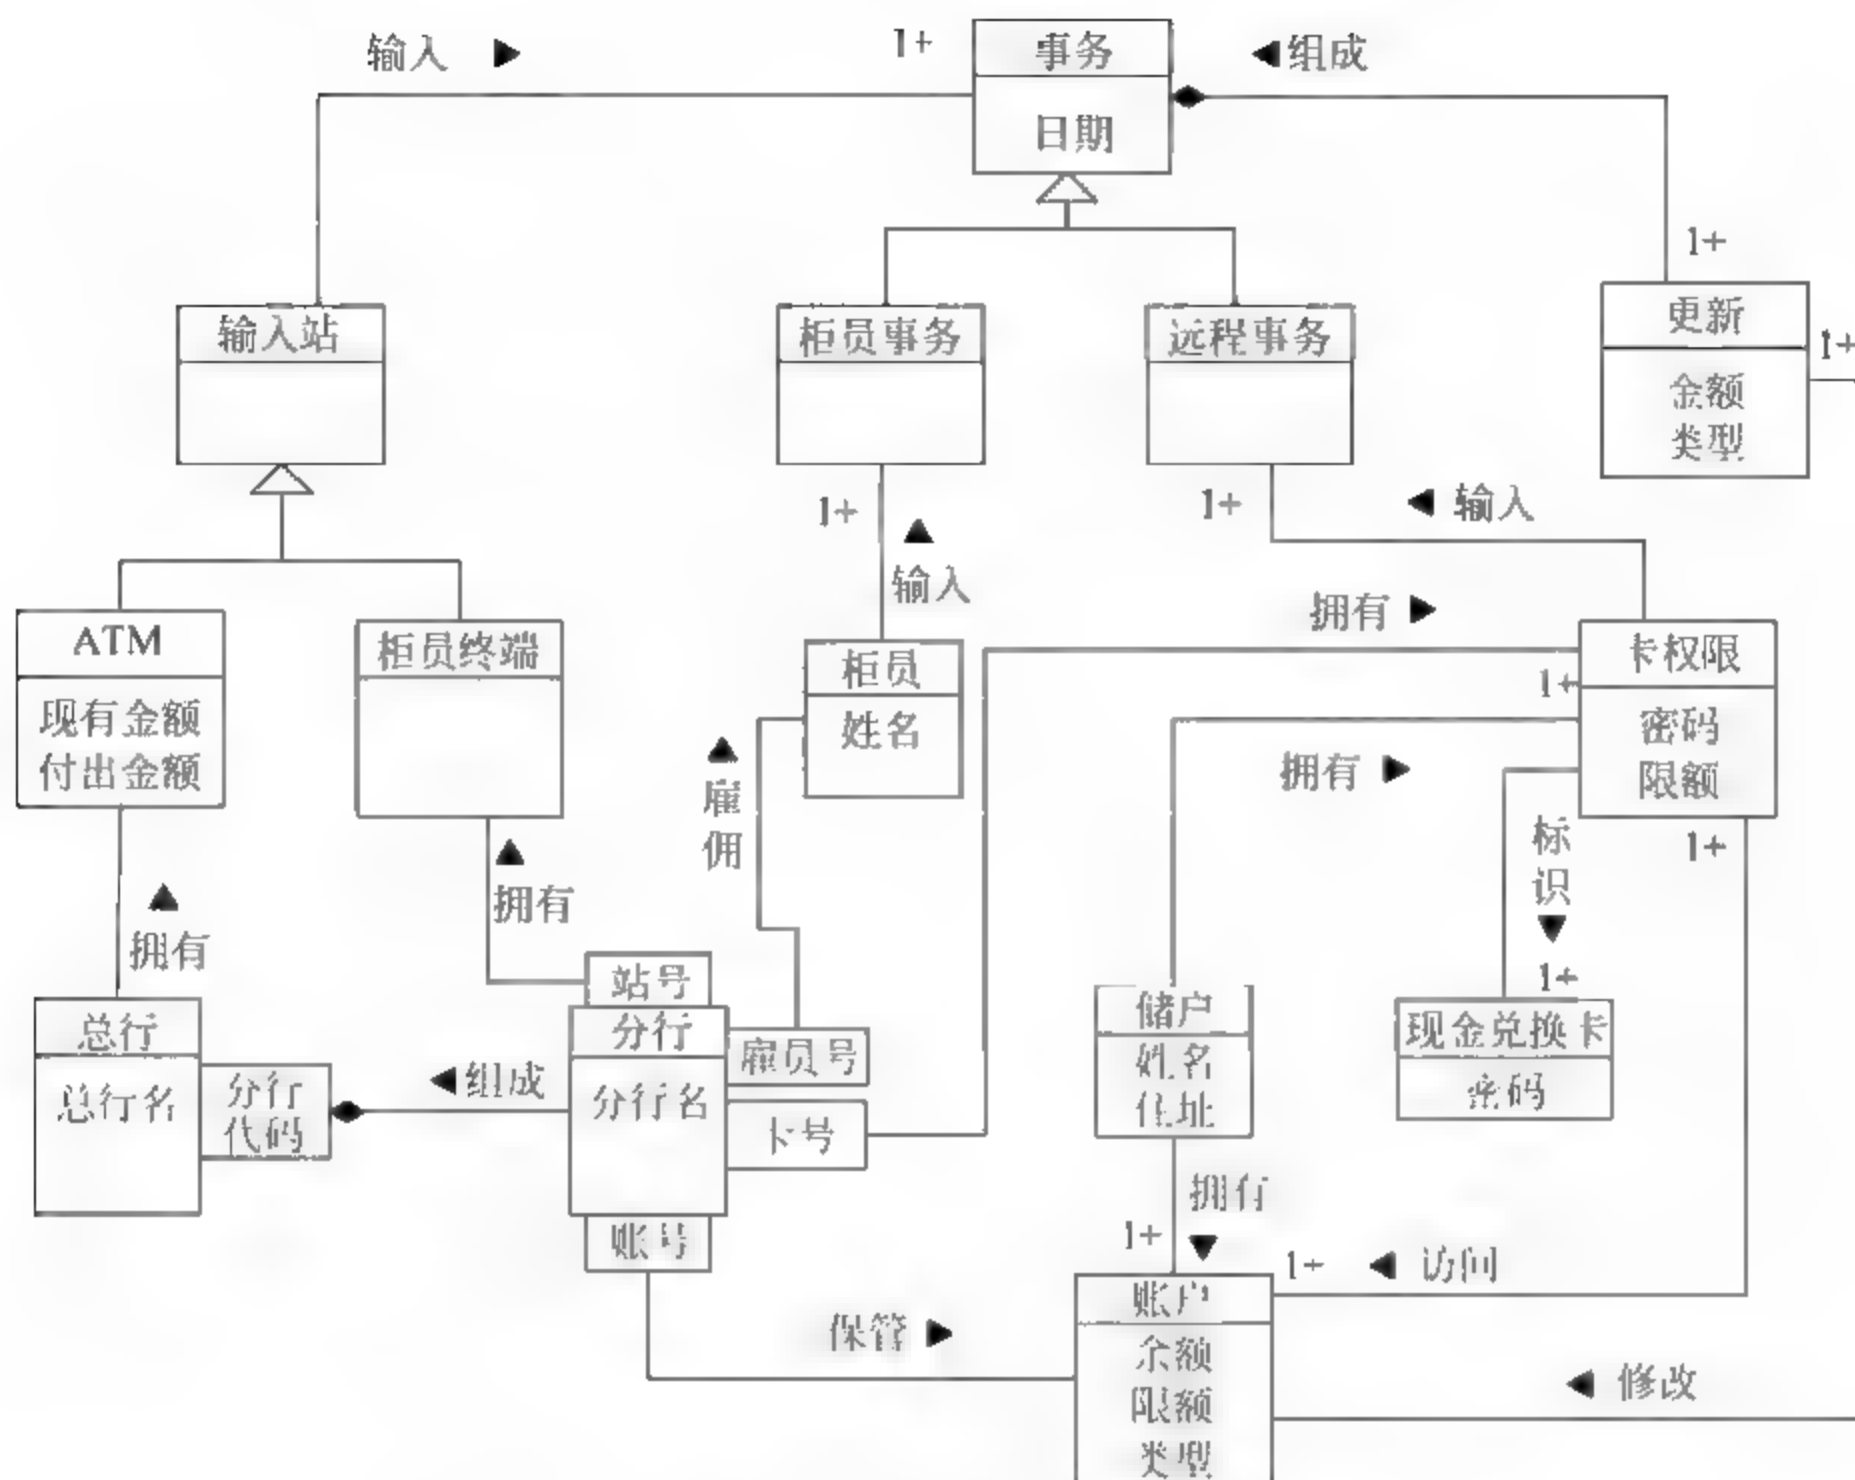 输入
1+
事务
组成
日期
1+
输入站
柜员事务
远程事务
更新
1+
金额
类型
1+
输入
1+
输入
拥有
ATM
柜员终端
柜员
卡权限
1+
现有金额
付出金额
姓名
密码
限额
拥有
雇
佣
标
识
1+
拥有
拥有
站号
1+
总行
分行
雇员号
储户
现金兑换卡
总行名
分行
代码
组成
分行名
卡号
姓名
住址
密码
账号
拥有
1+
1+
访问
账户
保管
余额
限额
类型
修改